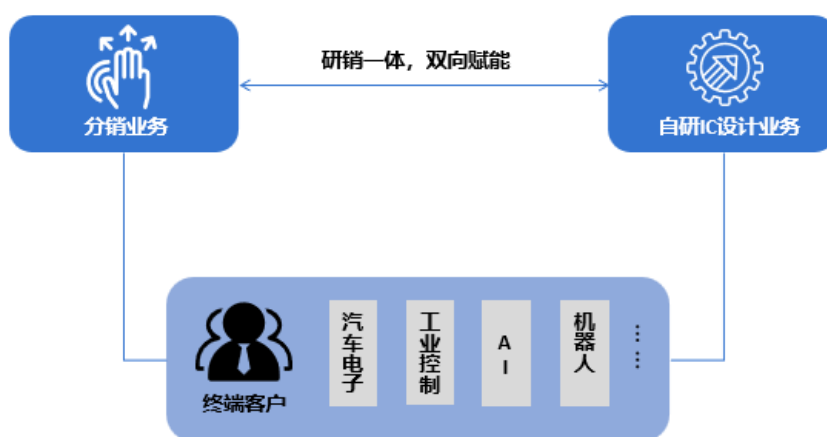 研销一体，双向赋能
分销业务
自研IC设计业务
终端客户
汽车电子
工业控制
AI
机器人
……